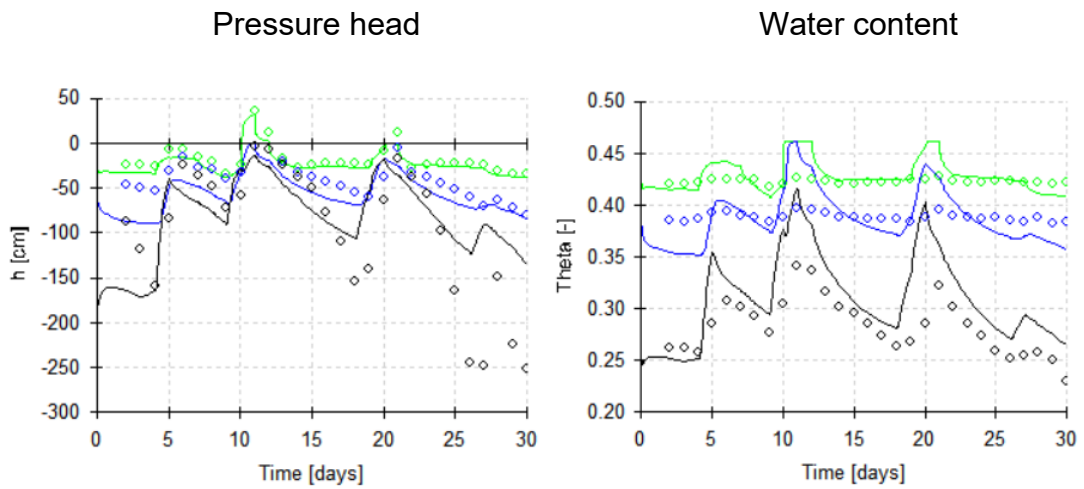 Pressure head
Water content
50
0
-50
-100
-150
-200
-250
-300
h [cm]
0 5 10 15 20 25 30
Time [days]
0.50
0.45
0.40
0.35
0.30
0.25
0.20
Theta [-]
0 5 10 15 20 25 30
Time [days]